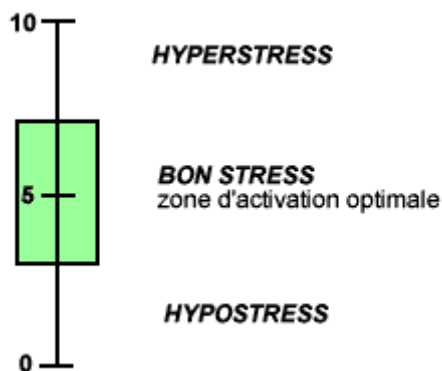 10
HYPERSTRESS
BON STRESS
5
zone d'activation optimale
HYPOSTRESS
0